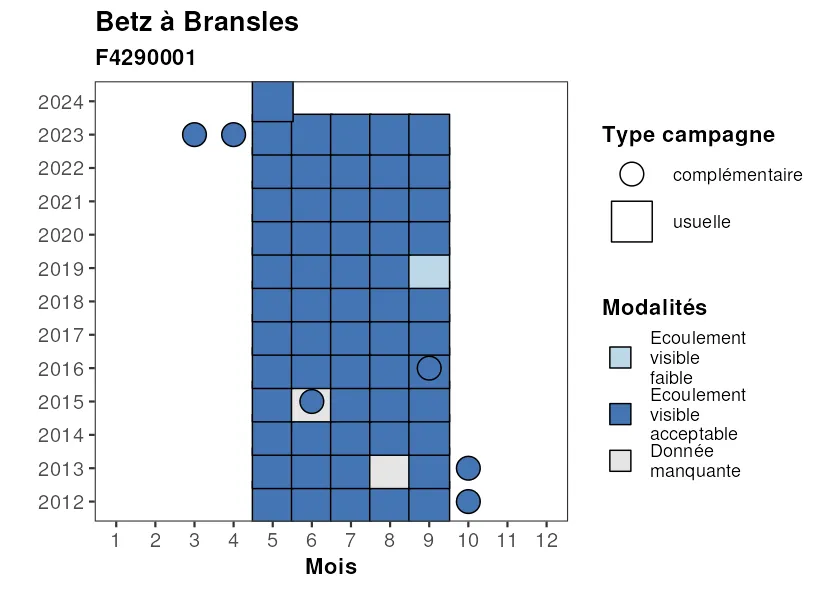 Betz à Bransles
F4290001
2024
2023
2022
2021
2020
2019
2018
2017
2016
2015
2014
2013
2012
1 2 3 4 5 6 7 8 9 10 11 12
Mois
Type campagne
complémentaire
usuelle
Modalités
Ecoulement
visible
faible
Ecoulement
visible
acceptable
Donnée
manquante